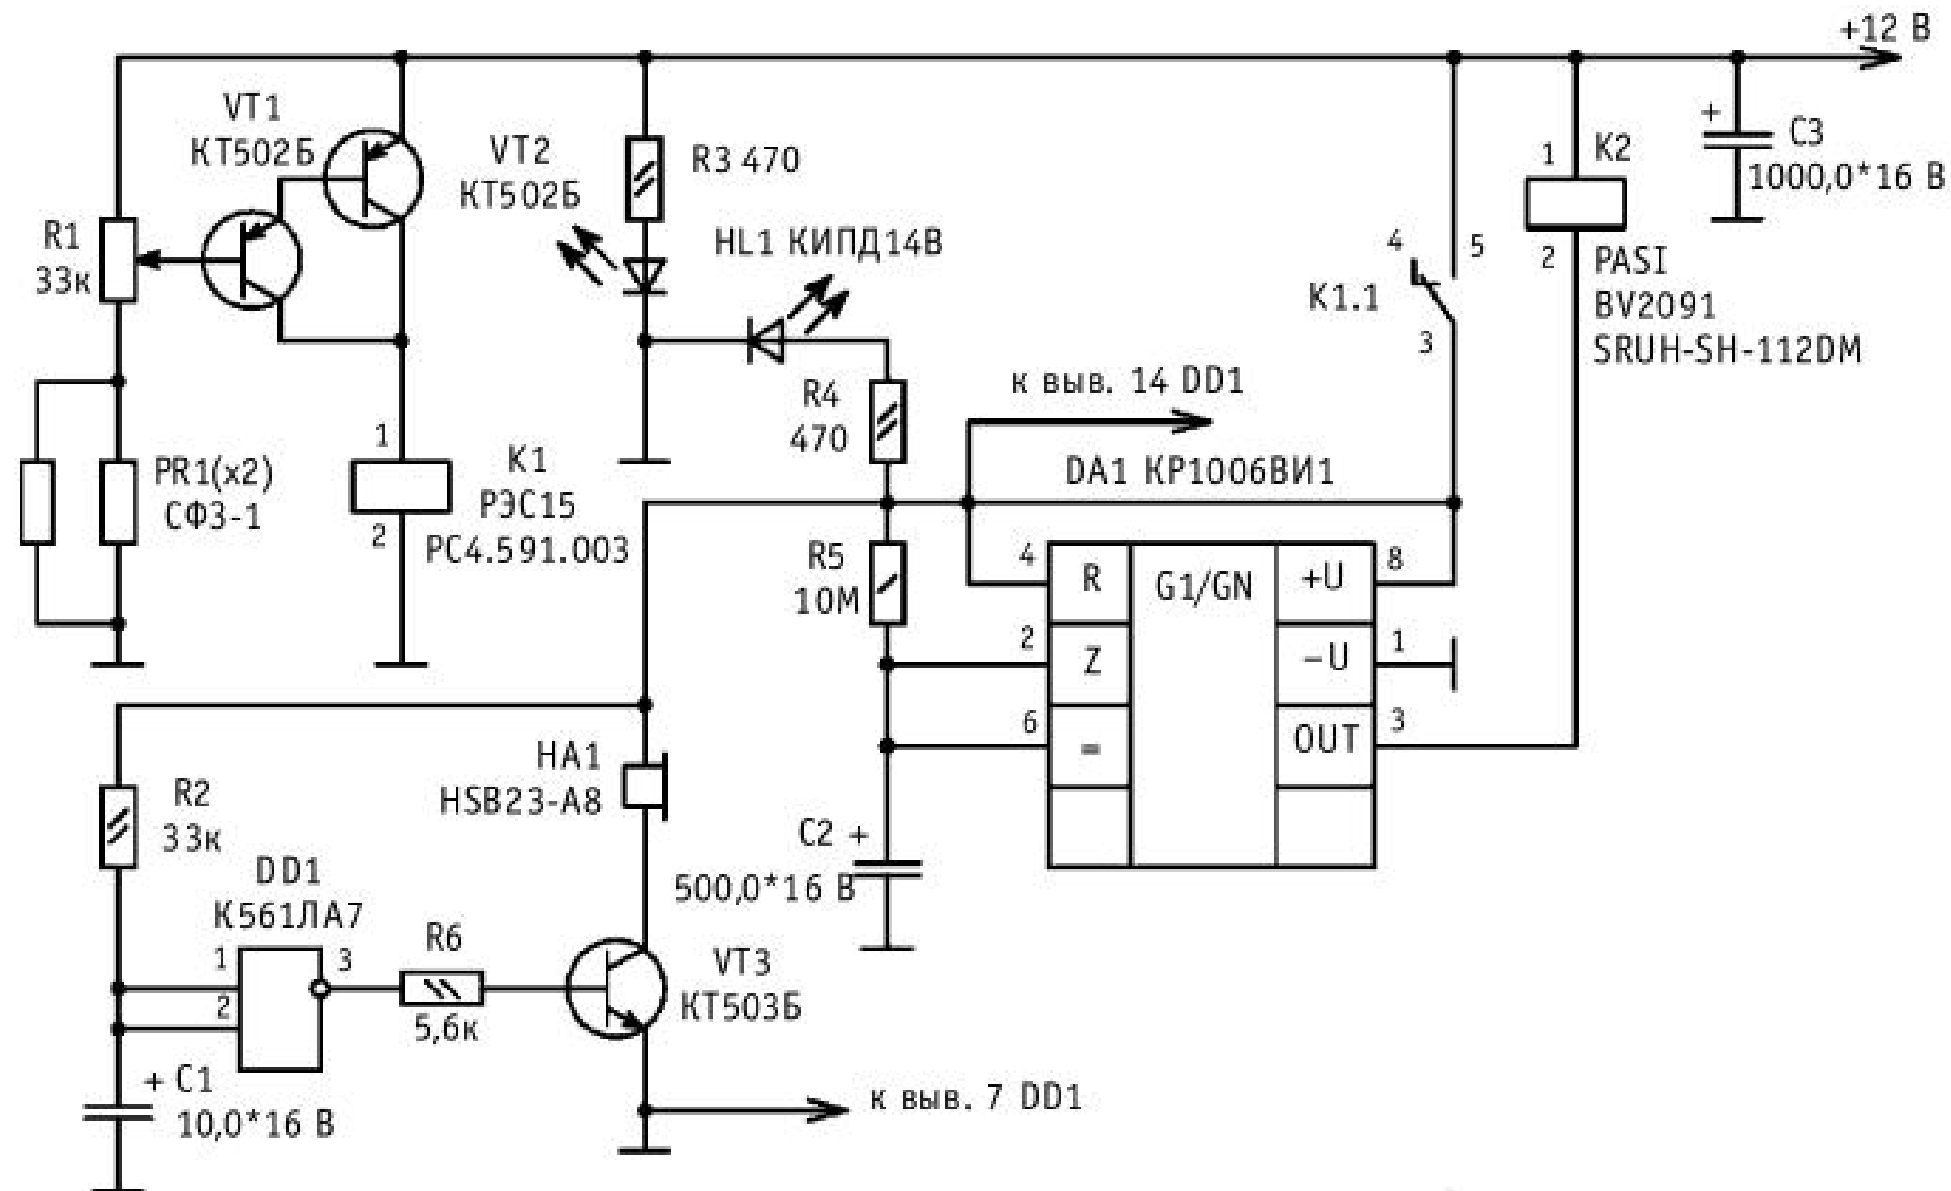 +12 В
VT1
КТ502Б
VT2
КТ502Б
R3 470
+
C3
1000,0*16 В
1
K2
2
PASI
BV2091
SRUH-SH-112DM
R1
33к
HL1 КИПД14В
4
5
K1.1
3
к выв. 14 DD1
R4
470
PR1(x2)
СФ3-1
1
K1
РЭС15
РС4.591.003
2
DA1 КР1006ВИ1
R5
10М
4
R
G1/GN
+U
8
2
Z
-U
1
6
=
OUT
3
HA1
HSB23-A8
R2
33к
C2 +
500,0*16 В
DD1
К561ЛА7
1
2
3
R6
5,6к
VT3
КТ503Б
+ C1
10,0*16 В
к выв. 7 DD1